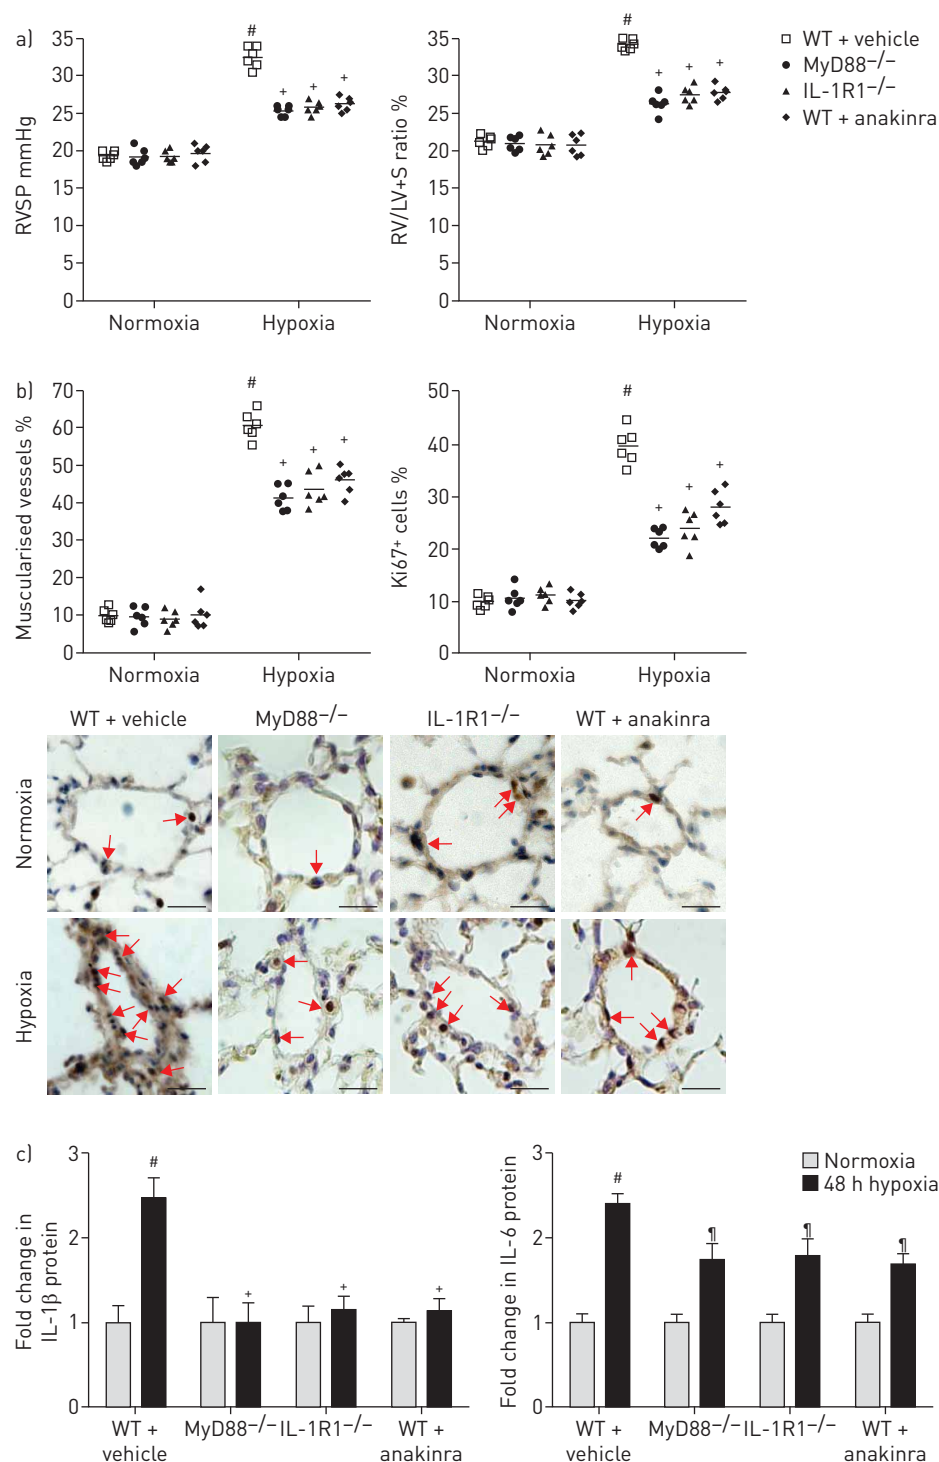 a)
RVSP mmHg
35
30
25
20
15
10
5
0
#
+
+
+
Normoxia
Hypoxia
RV/LV+S ratio %
35
30
25
20
15
10
5
0
#
+
+
+
Normoxia
Hypoxia
WT + vehicle
MyD88–/–
IL-1R1–/–
WT + anakinra
b)
Muscularised vessels %
70
60
50
40
30
20
10
0
#
+
+
+
Normoxia
Hypoxia
Ki67+ cells %
50
40
30
20
10
0
#
+
+
+
Normoxia
Hypoxia
WT + vehicle
MyD88–/–
IL-1R1–/–
WT + anakinra
Normoxia
Hypoxia
c)
Fold change in
IL-1β protein
3
2
1
0
#
+
+
+
WT +
vehicle
MyD88–/–
IL-1R1–/–
WT +
anakinra
Fold change in IL-6 protein
3
2
1
0
#
¶
¶
¶
Normoxia
48 h hypoxia
WT +
vehicle
MyD88–/–
IL-1R1–/–
WT +
anakinra